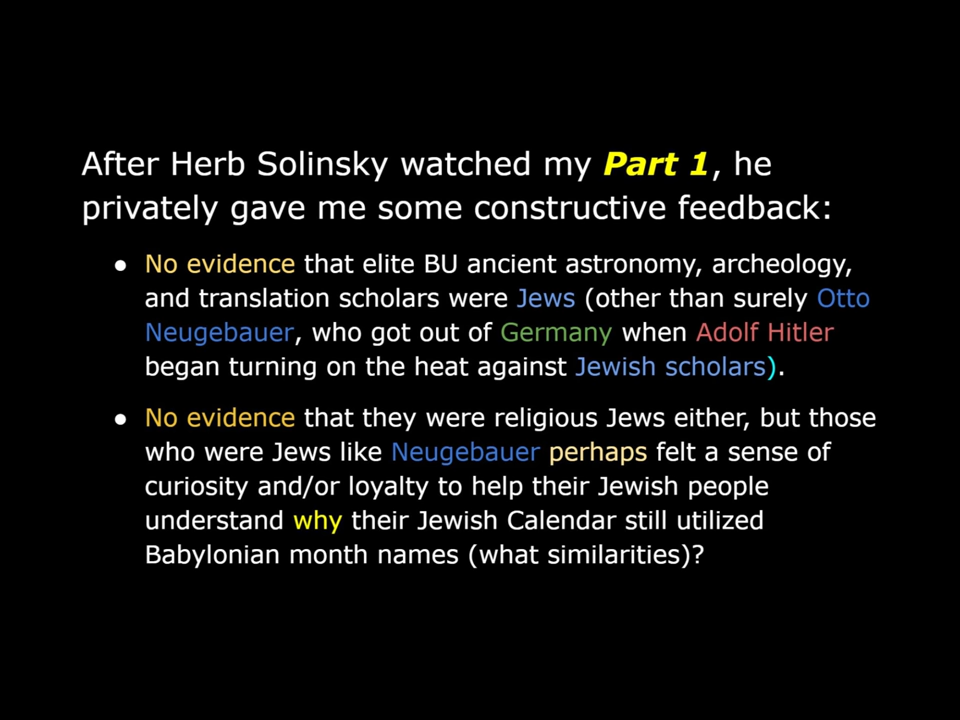 After Herb Solinsky watched my Part 1, he
privately gave me some constructive feedback:
● No evidence that elite BU ancient astronomy, archeology,
and translation scholars were Jews (other than surely Otto
Neugebauer, who got out of Germany when Adolf Hitler
began turning on the heat against Jewish scholars).
● No evidence that they were religious Jews either, but those
who were Jews like Neugebauer perhaps felt a sense of
curiosity and/or loyalty to help their Jewish people
understand why their Jewish Calendar still utilized
Babylonian month names (what similarities)?